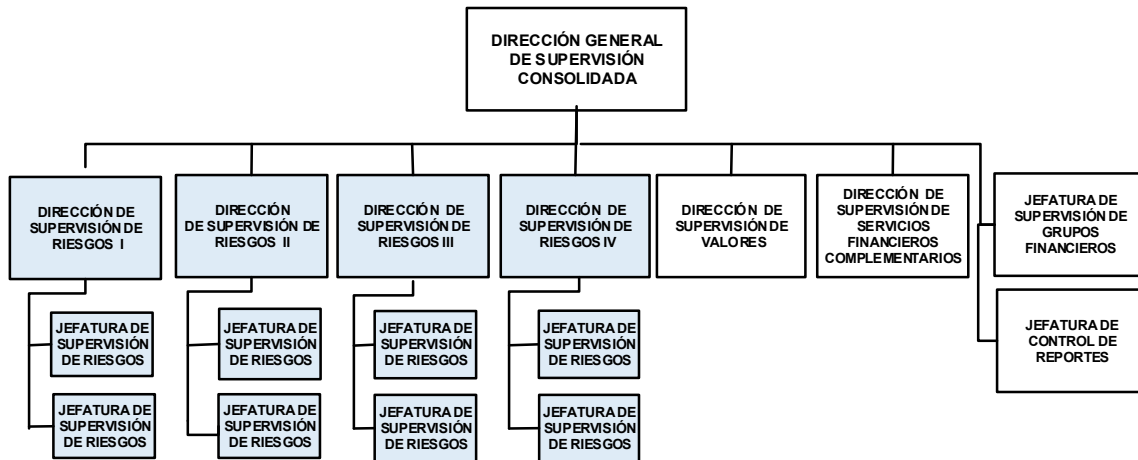 DIRECCIÓN GENERAL
DE SUPERVISIÓN
CONSOLIDADA
DIRECCIÓN DE
SUPERVISIÓN DE
RIESGOS I
DIRECCIÓN
DE SUPERVISIÓN DE
RIESGOS II
DIRECCIÓN DE
SUPERVISIÓN DE
RIESGOS III
DIRECCIÓN DE
SUPERVISIÓN DE
RIESGOS IV
DIRECCIÓN DE
SUPERVISIÓN DE
VALORES
DIRECCIÓN DE
SUPERVISIÓN DE
SERVICIOS
FINANCIEROS
COMPLEMENTARIOS
JEFATURA DE
SUPERVISIÓN DE
GRUPOS
FINANCIEROS
JEFATURA DE
SUPERVISIÓN
DE RIESGOS
JEFATURA DE
SUPERVISIÓN
DE RIESGOS
JEFATURA DE
SUPERVISIÓN
DE RIESGOS
JEFATURA DE
SUPERVISIÓN
DE RIESGOS
JEFATURA DE
CONTROL DE
REPORTES
JEFATURA DE
SUPERVISIÓN
DE RIESGOS
JEFATURA DE
SUPERVISIÓN
DE RIESGOS
JEFATURA DE
SUPERVISIÓN
DE RIESGOS
JEFATURA DE
SUPERVISIÓN
DE RIESGOS